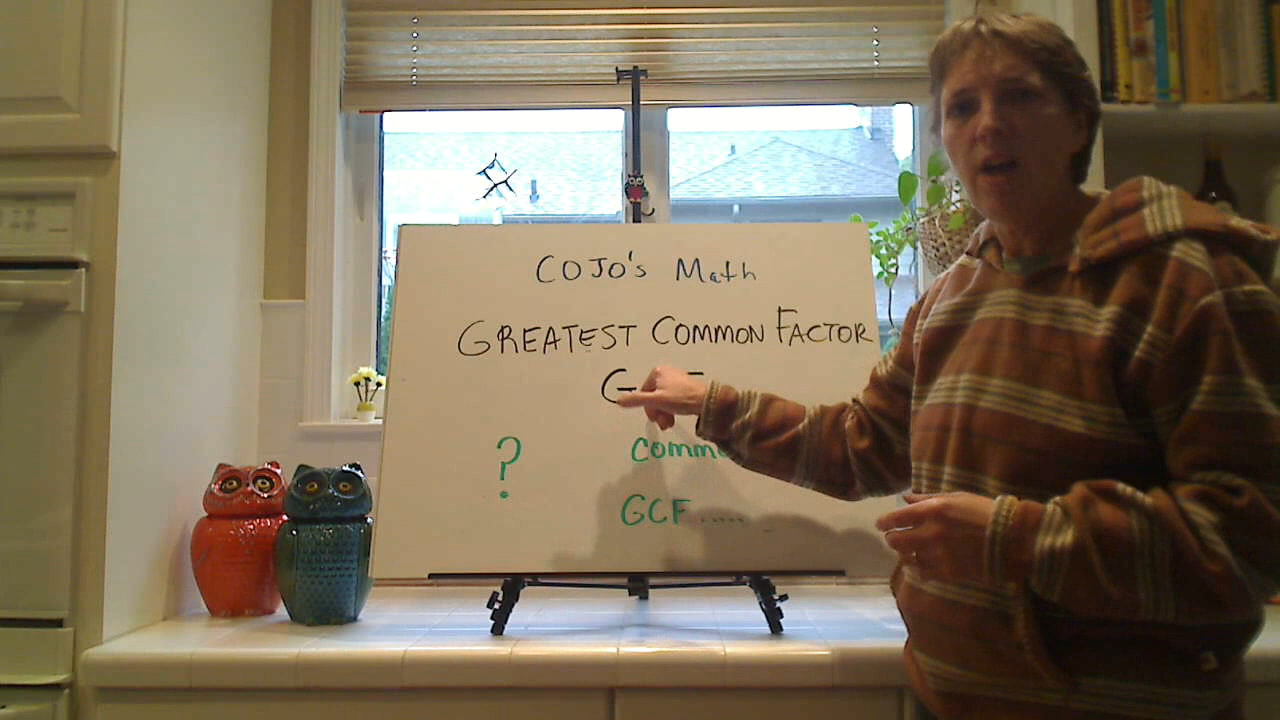 COJO's Math
GREATEST COMMON FACTOR
G
?
GCF .....